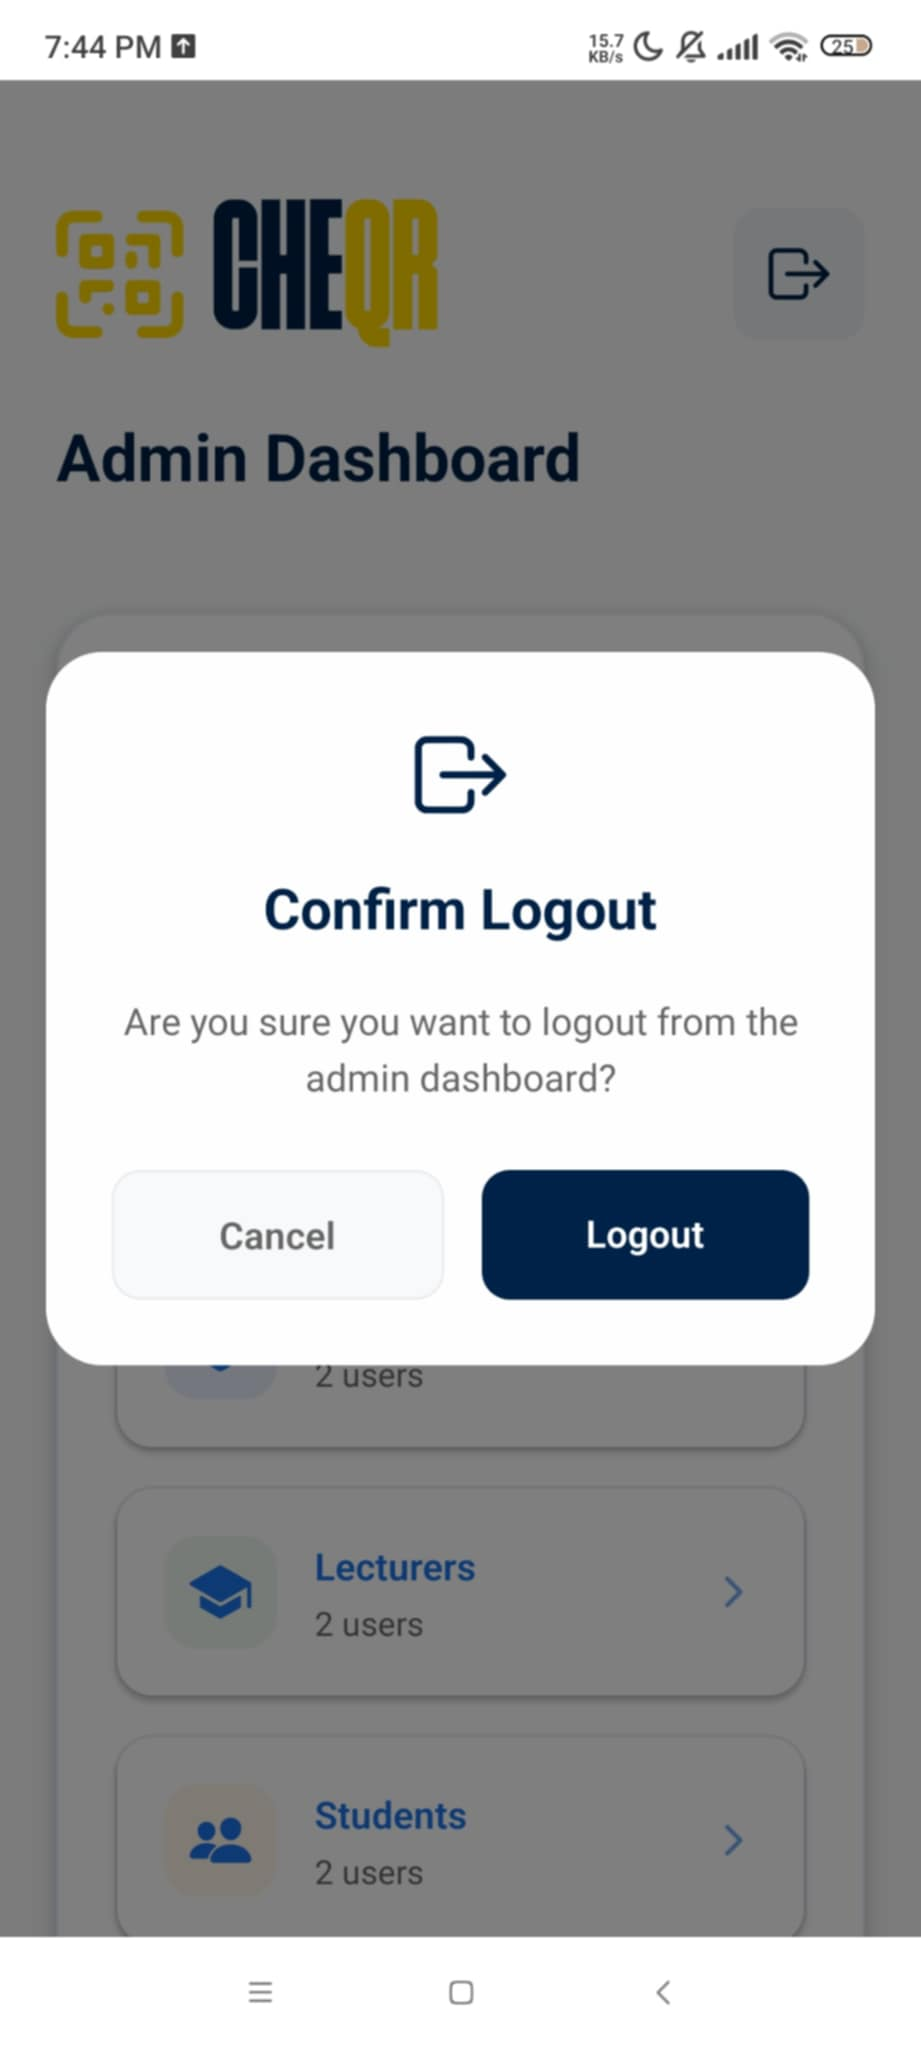 7:44 PM
15.7
KB/s
25
CHEQR
Admin Dashboard
Confirm Logout
Are you sure you want to logout from the
admin dashboard?
Cancel
Logout
2 users
Lecturers
2 users
Students
2 users